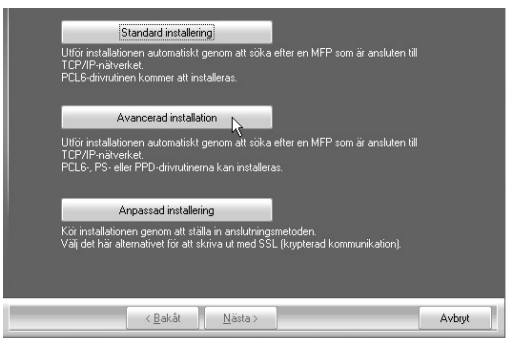 Standard installering
Utför installationen automatiskt genom att söka efter en MFP som är ansluten till
TCP/IP-nätverket.
PCL6-drivrutinen kommer att installeras.
Avancerad installation
Utför installationen automatiskt genom att söka efter en MFP som är ansluten till
TCP/IP-nätverket.
PCL6-, PS- eller PPD-drivrutinerna kan installeras.
Anpassad installering
Kör installationen genom att ställa in anslutningsmetoden.
Välj det här alternativet för att skriva ut med SSL (krypterad kommunikation).
< Bakåt
Nästa >
Avbryt